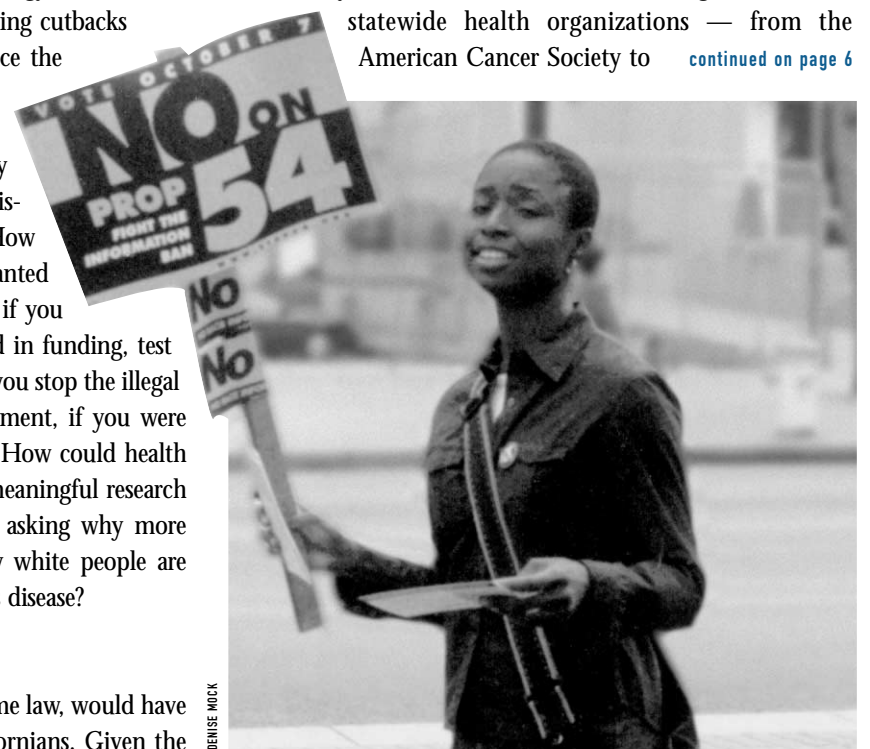 ing cutbacks
ce the
y
is-
How
anted
if you
d in funding, test
you stop the illegal
ment, if you were
How could health
meaningful research
asking why more
white people are
disease?
me law, would have
ornians. Given the
statewide health organizations — from the
American Cancer Society to
continued on page 6
VOTE OCTOBER 7
NO ON
PROP 54
FIGHT THE
INFORMATION
BAN
No
No
DENISE MOCK